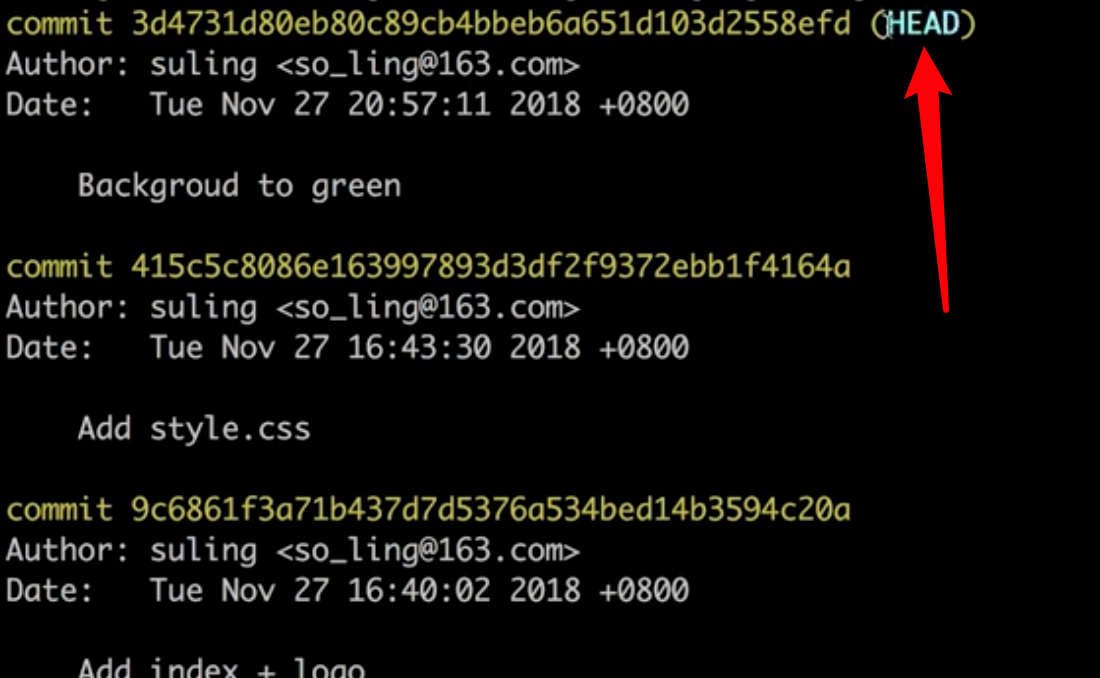 commit 3d4731d80eb80c89cb4bbeb6a651d103d2558efd (HEAD)
Author: suling <so_ling@163.com>
Date:   Tue Nov 27 20:57:11 2018 +0800
Backgroud to green
commit 415c5c8086e163997893d3df2f9372ebb1f4164a
Author: suling <so_ling@163.com>
Date:   Tue Nov 27 16:43:30 2018 +0800
Add style.css
commit 9c6861f3a71b437d7d5376a534bed14b3594c20a
Author: suling <so_ling@163.com>
Date:   Tue Nov 27 16:40:02 2018 +0800
Add index + logo